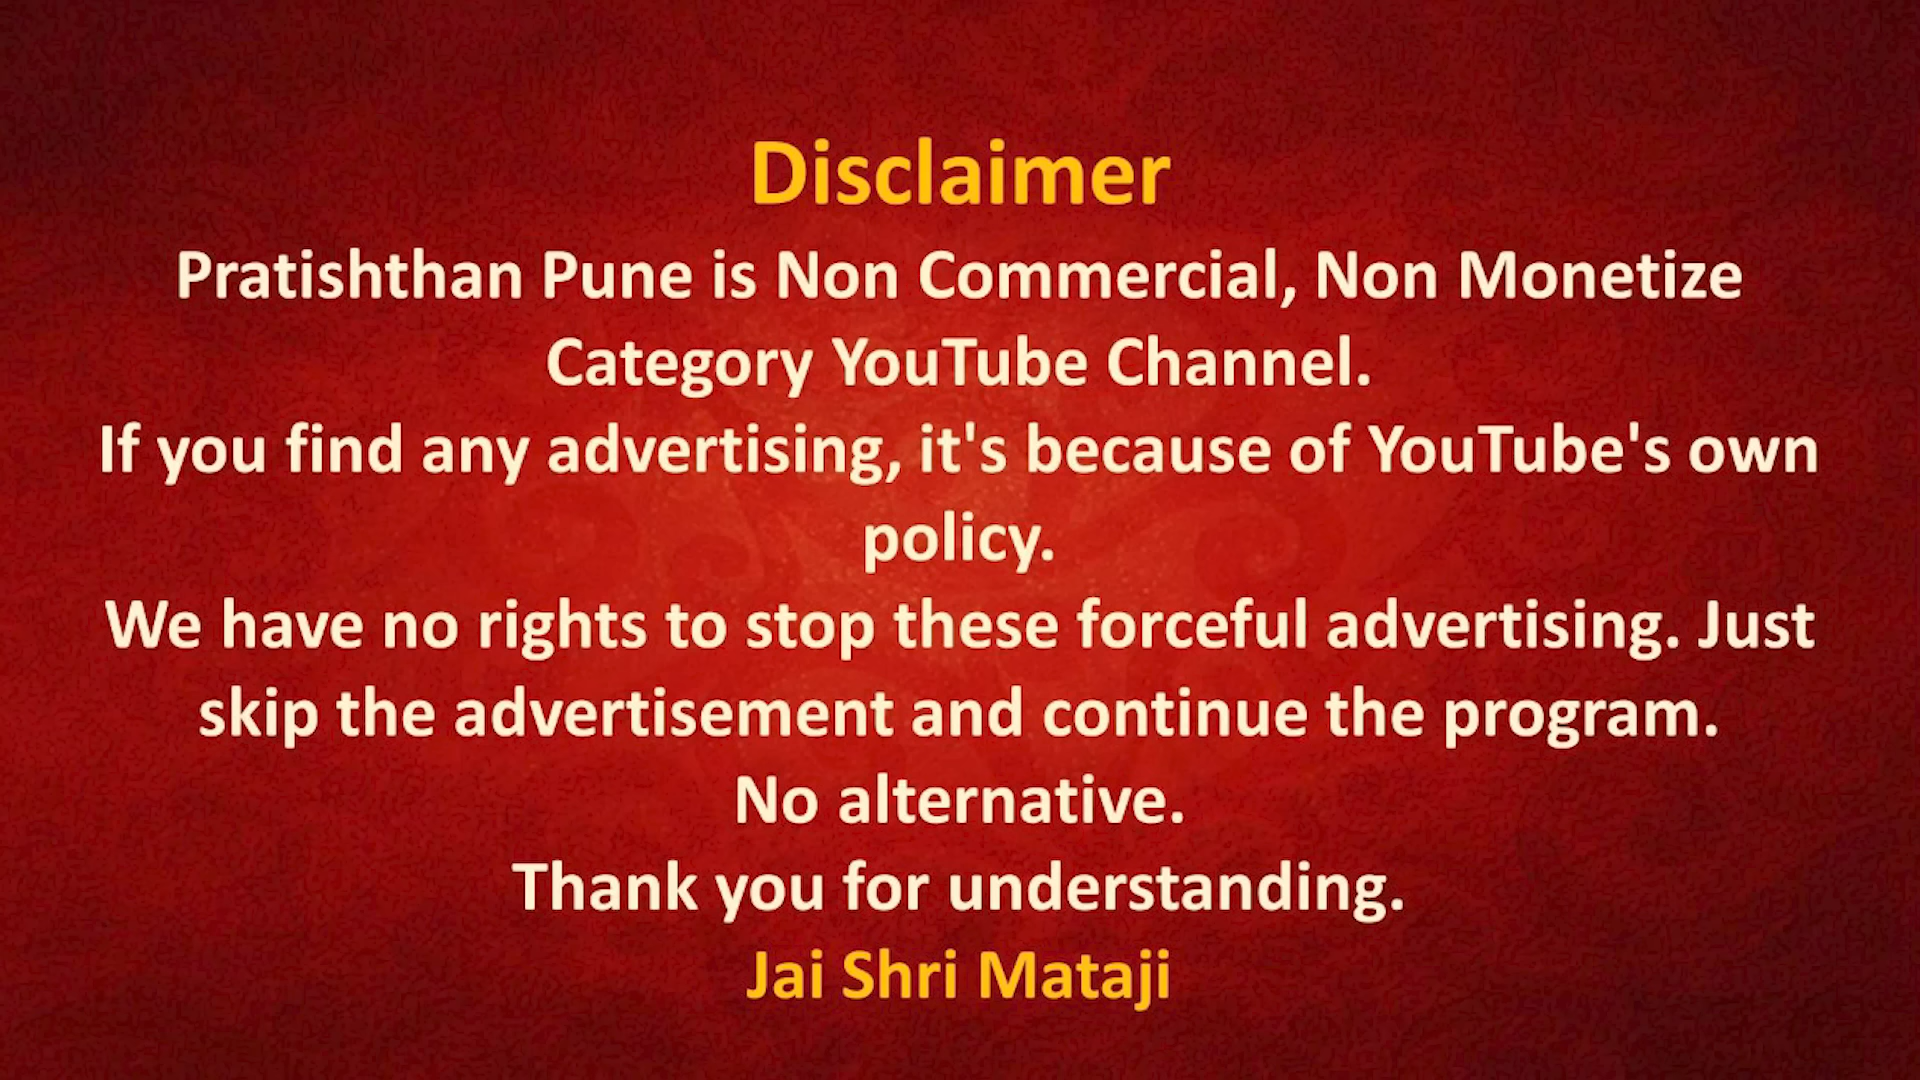 Disclaimer
Pratishthan Pune is Non Commercial, Non Monetize
Category YouTube Channel.
If you find any advertising, it's because of YouTube's own
policy.
We have no rights to stop these forceful advertising. Just
skip the advertisement and continue the program.
No alternative.
Thank you for understanding.
Jai Shri Mataji